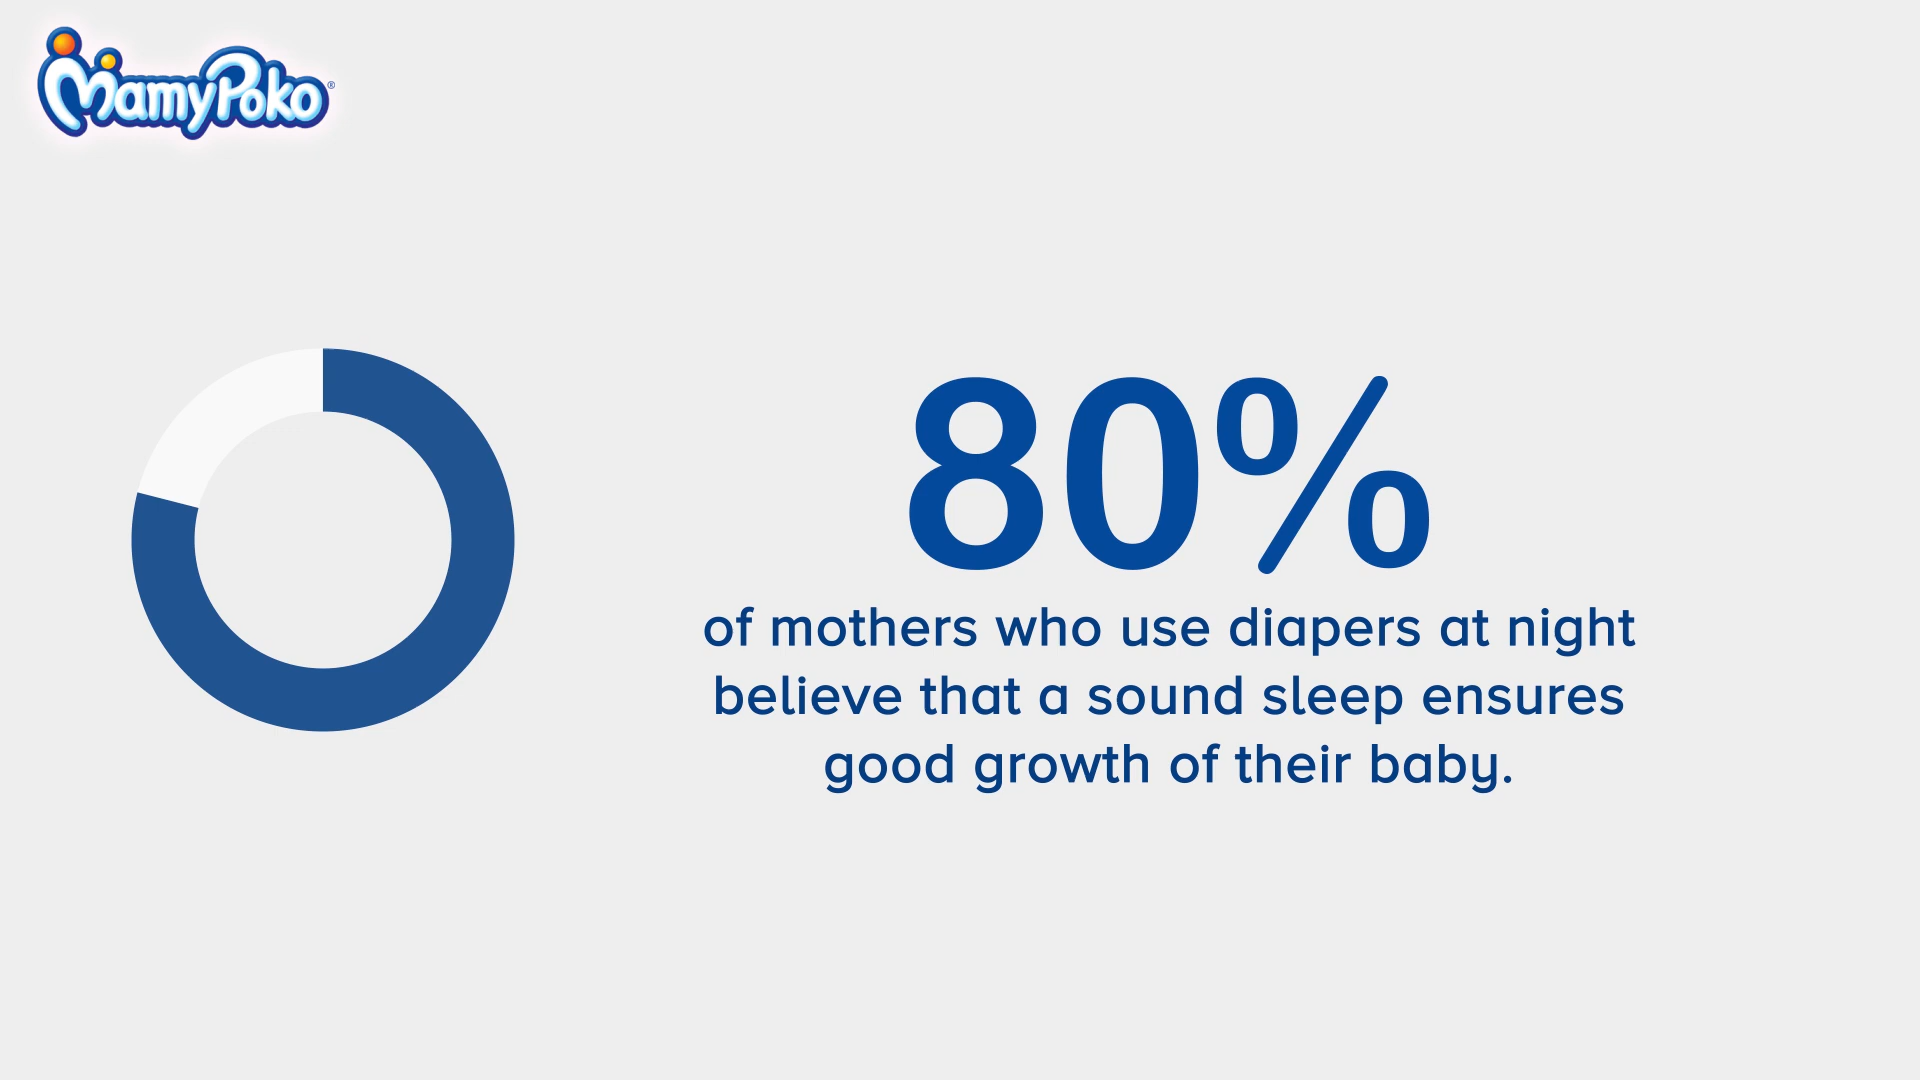 MamyPoko®
80%
of mothers who use diapers at night
believe that a sound sleep ensures
good growth of their baby.